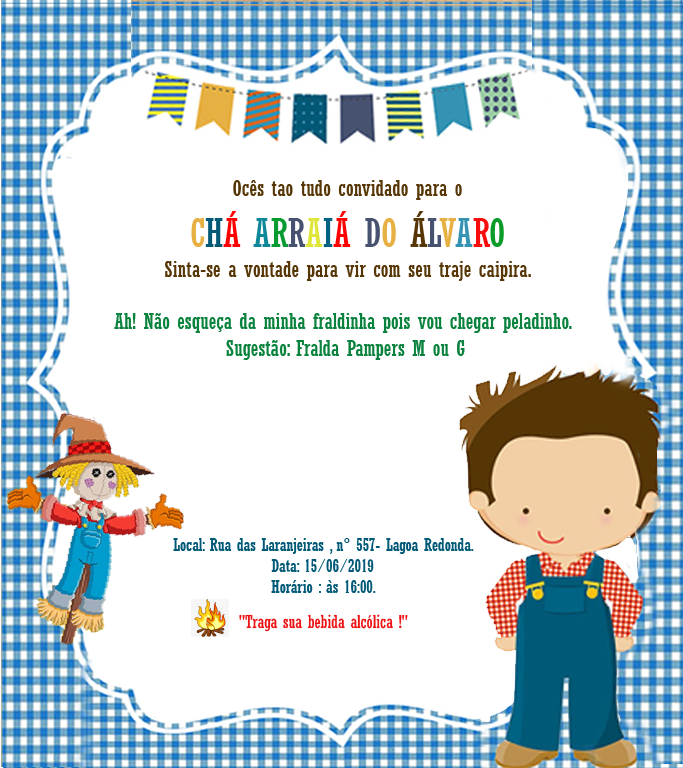 Ocês tao tudo convidado para o
CHÁ ARRAIÁ DO ÁLVARO
Sinta-se a vontade para vir com seu traje caipira.
Ah! Não esqueça da minha fraldinha pois vou chegar peladinho.
Sugestão: Fralda Pampers M ou G
Local: Rua das Laranjeiras , n° 557- Lagoa Redonda.
Data: 15/06/2019
Horário : às 16:00.
"Traga sua bebida alcólica !"